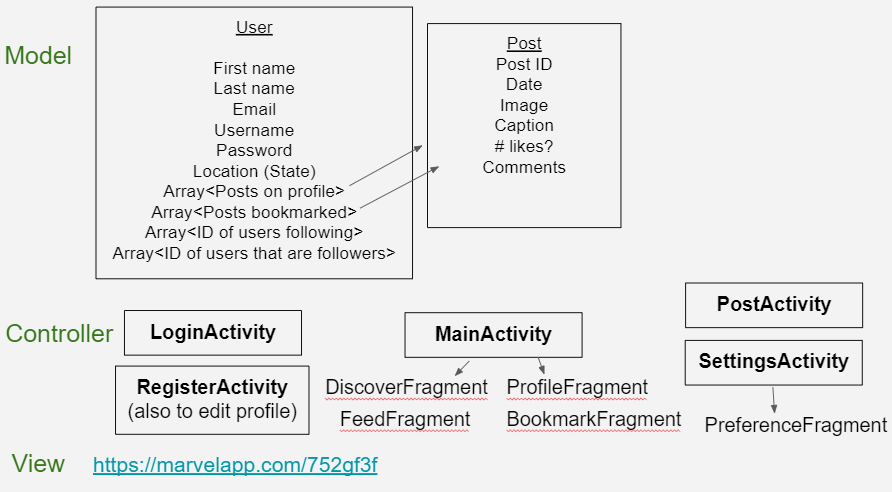 Model
User
First name
Last name
Email
Username
Password
Location (State)
Array<Posts on profile>
Array<Posts bookmarked>
Array<ID of users following>
Array<ID of users that are followers>
Post
Post ID
Date
Image
Caption
# likes?
Comments
Controller
LoginActivity
RegisterActivity
(also to edit profile)
MainActivity
DiscoverFragment
ProfileFragment
FeedFragment
BookmarkFragment
PostActivity
SettingsActivity
PreferenceFragment
View
https://marvelapp.com/752gf3f